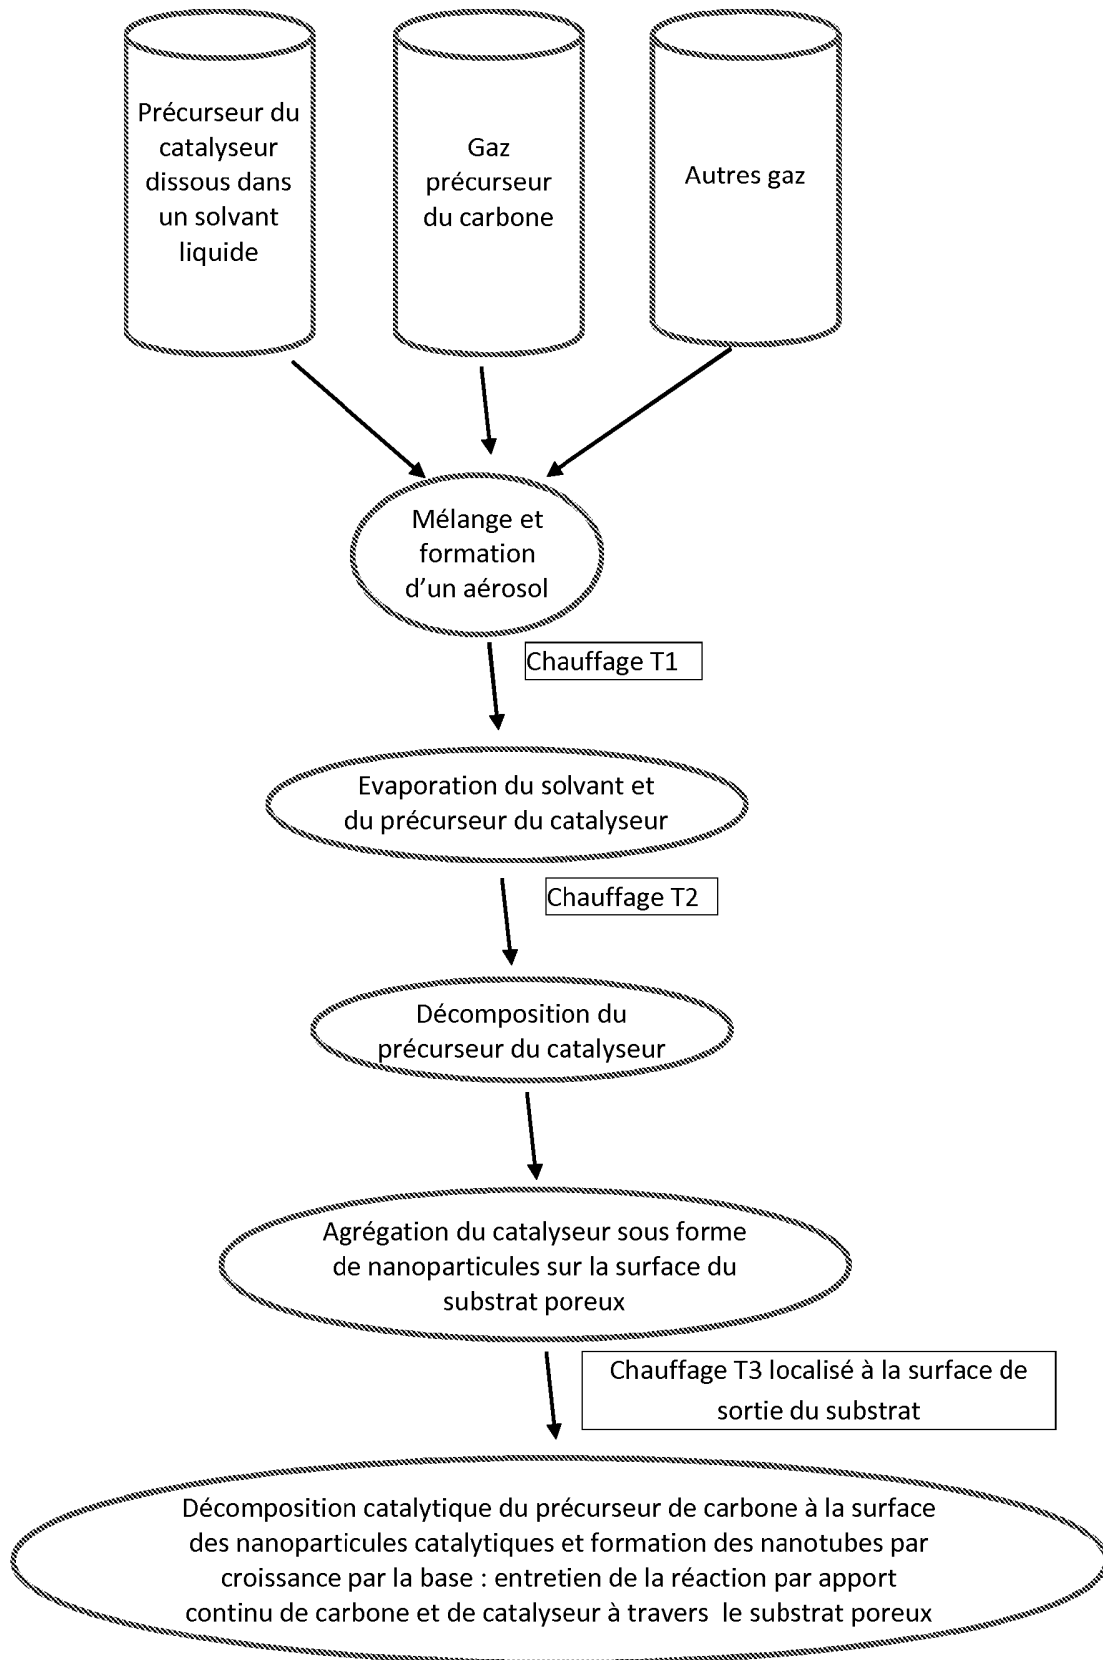 Précurseur du
catalyseur
dissous dans
un solvant
liquide
Gaz
précurseur
du carbone
Autres gaz
Mélange et
formation
d'un aérosol
Chauffage T1
Evaporation du solvant et
du précurseur du catalyseur
Chauffage T2
Décomposition du
précurseur du catalyseur
Agrégation du catalyseur sous forme
de nanoparticules sur la surface du
substrat poreux
Chauffage T3 localisé à la surface de
sortie du substrat
Décomposition catalytique du précurseur de carbone à la surface
des nanoparticules catalytiques et formation des nanotubes par
croissance par la base : entretien de la réaction par apport
continu de carbone et de catalyseur à travers le substrat poreux